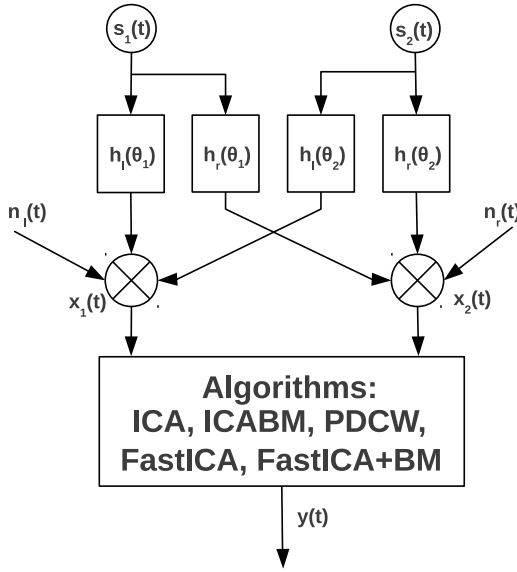 s₁(t)
s₂(t)
hₗ(θ₁)
hᵣ(θ₁)
hₗ(θ₂)
hᵣ(θ₂)
nₗ(t)
nᵣ(t)
x₁(t)
x₂(t)
Algorithms:
ICA, ICABM, PDCW,
FastICA, FastICA+BM
y(t)